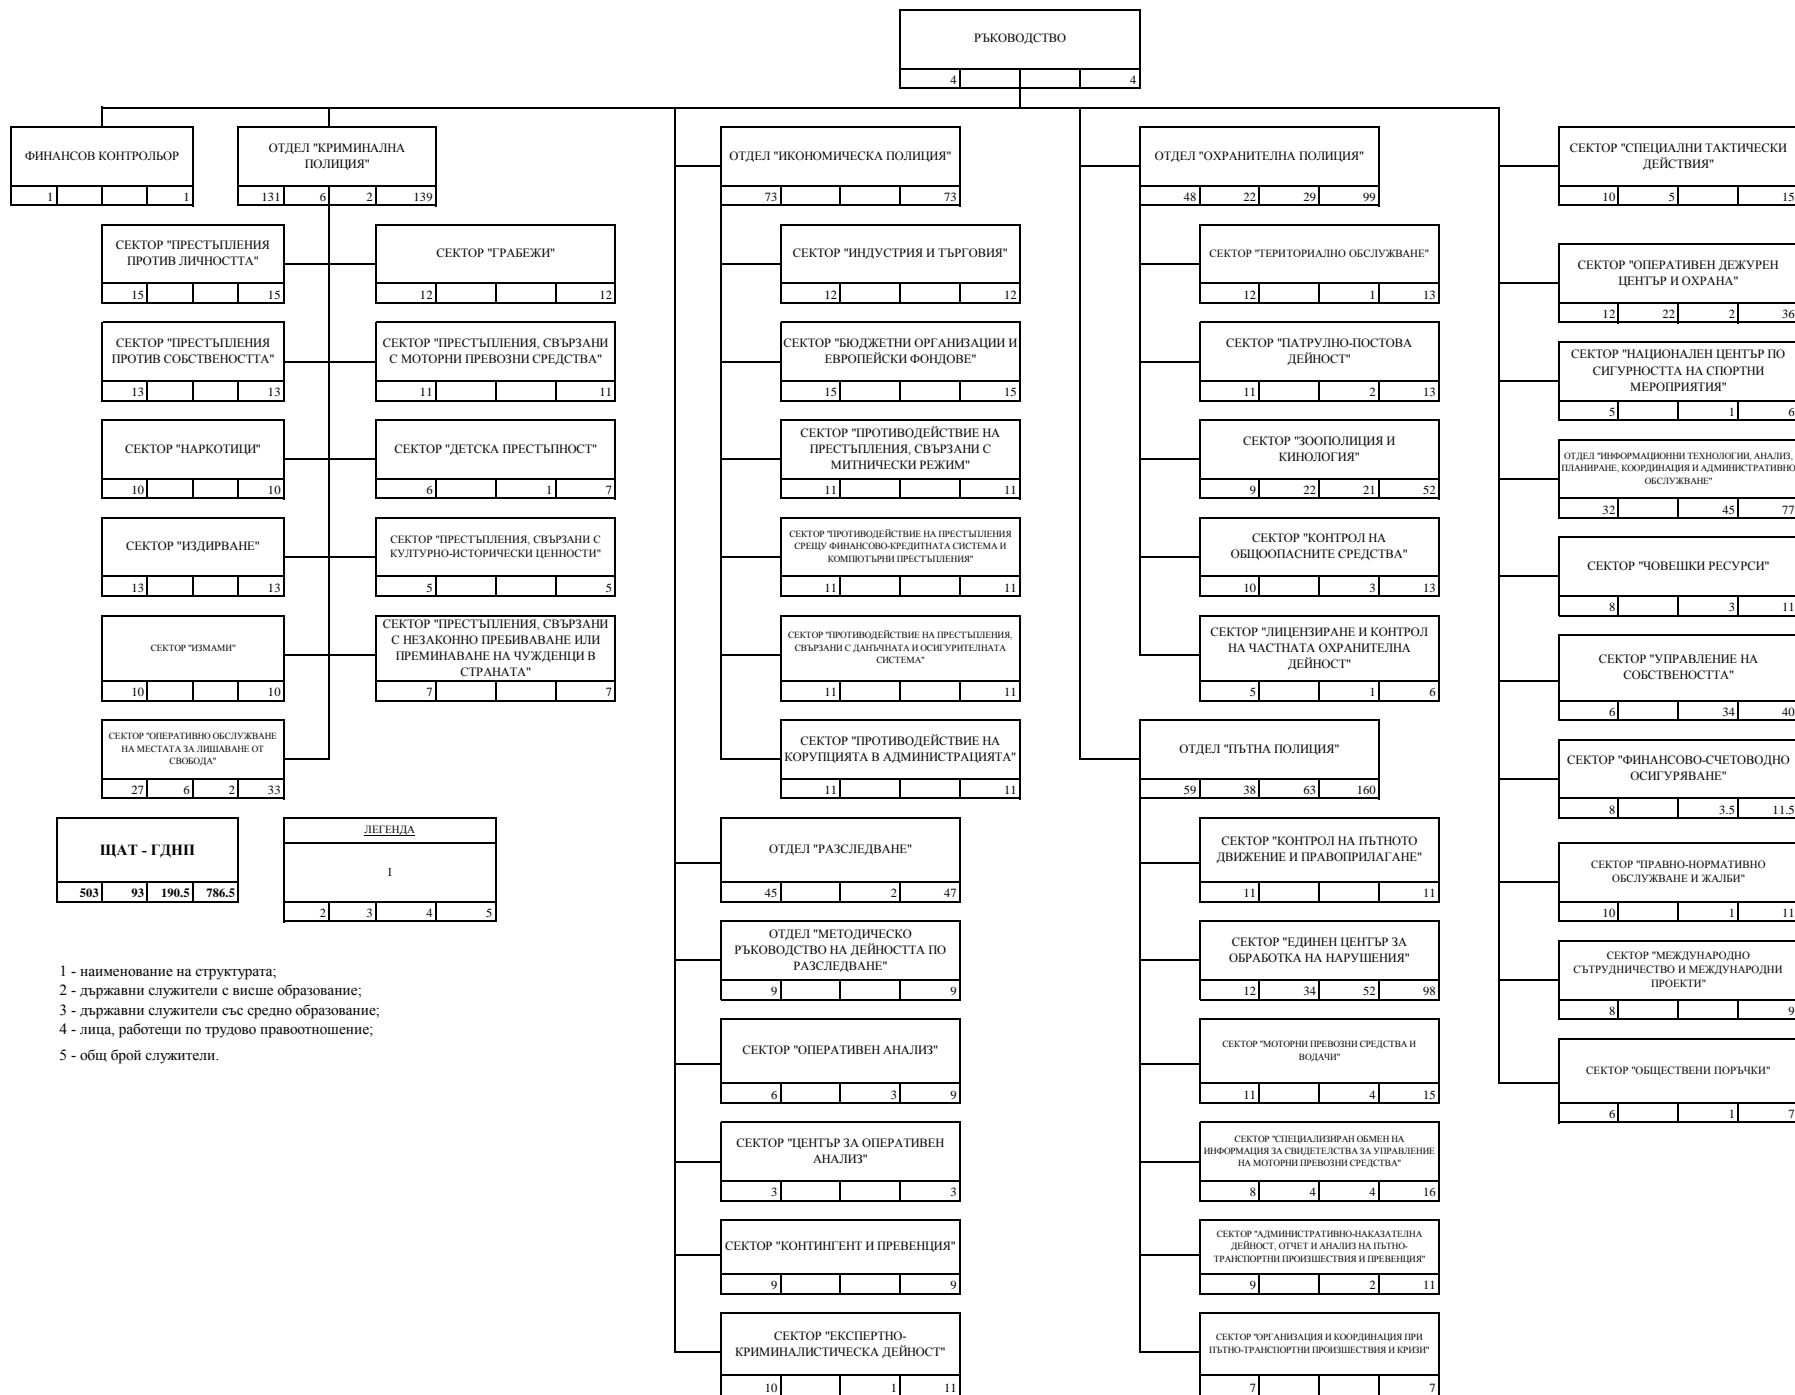 РЪКОВОДСТВО
4 4
ФИНАНСОВ КОНТРОЛЬОР
1 1
ОТДЕЛ "КРИМИНАЛНА
ПОЛИЦИЯ"
131 6 2 139
СЕКТОР "ПРЕСТЪПЛЕНИЯ
ПРОТИВ ЛИЧНОСТТА"
15 15
СЕКТОР "ПРЕСТЪПЛЕНИЯ
ПРОТИВ СОБСТВЕНОСТТА"
13 13
СЕКТОР "НАРКОТИЦИ"
10 10
СЕКТОР "ИЗДИРВАНЕ"
13 13
СЕКТОР "ИЗМАМИ"
10 10
СЕКТОР "ОПЕРАТИВНО ОБСЛУЖВАНЕ
НА МЕСТАТА ЗА ЛИШАВАНЕ ОТ
СВОБОДА"
27 6 2 33
СЕКТОР "ГРАБЕЖИ"
12 12
СЕКТОР "ПРЕСТЪПЛЕНИЯ, СВЪРЗАНИ
С МОТОРНИ ПРЕВОЗНИ СРЕДСТВА"
11 11
СЕКТОР "ДЕТСКА ПРЕСТЪПНОСТ"
6 1 7
СЕКТОР "ПРЕСТЪПЛЕНИЯ, СВЪРЗАНИ С
КУЛТУРНО-ИСТОРИЧЕСКИ ЦЕННОСТИ"
5 5
СЕКТОР "ПРЕСТЪПЛЕНИЯ, СВЪРЗАНИ
С НЕЗАКОННО ПРЕБИВАВАНЕ ИЛИ
ПРЕМИНАВАНЕ НА ЧУЖДЕНЦИ В
СТРАНАТА"
7 7
ЩАТ - ГДНП
503 93 190.5 786.5
ЛЕГЕНДА
1
2 3 4 5
1 - наименование на структурата;
2 - държавни служители с висше образование;
3 - държавни служители със средно образование;
4 - лица, работещи по трудово правоотношение;
5 - общ брой служители.
ОТДЕЛ "ИКОНОМИЧЕСКА ПОЛИЦИЯ"
73 73
СЕКТОР "ИНДУСТРИЯ И ТЪРГОВИЯ"
12 12
СЕКТОР "БЮДЖЕТНИ ОРГАНИЗАЦИИ И
ЕВРОПЕЙСКИ ФОНДОВЕ"
15 15
СЕКТОР "ПРОТИВОДЕЙСТВИЕ НА
ПРЕСТЪПЛЕНИЯ, СВЪРЗАНИ С
МИТНИЧЕСКИ РЕЖИМ"
11 11
СЕКТОР "ПРОТИВОДЕЙСТВИЕ НА ПРЕСТЪПЛЕНИЯ
СРЕЩУ ФИНАНСОВО-КРЕДИТНАТА СИСТЕМА И
КОМПЮТЪРНИ ПРЕСТЪПЛЕНИЯ"
11 11
СЕКТОР "ПРОТИВОДЕЙСТВИЕ НА ПРЕСТЪПЛЕНИЯ,
СВЪРЗАНИ С ДАНЪЧНАТА И ОСИГУРИТЕЛНАТА
СИСТЕМА"
11 11
СЕКТОР "ПРОТИВОДЕЙСТВИЕ НА
КОРУПЦИЯТА В АДМИНИСТРАЦИЯТА"
11 11
ОТДЕЛ "РАЗСЛЕДВАНЕ"
45 2 47
ОТДЕЛ "МЕТОДИЧЕСКО
РЪКОВОДСТВО НА ДЕЙНОСТТА ПО
РАЗСЛЕДВАНЕ"
9 9
СЕКТОР "ОПЕРАТИВЕН АНАЛИЗ"
6 3 9
СЕКТОР "ЦЕНТЪР ЗА ОПЕРАТИВЕН
АНАЛИЗ"
3 3
СЕКТОР "КОНТИНГЕНТ И ПРЕВЕНЦИЯ"
9 9
СЕКТОР "ЕКСПЕРТНО-
КРИМИНАЛИСТИЧЕСКА ДЕЙНОСТ"
10 1 11
ОТДЕЛ "ОХРАНИТЕЛНА ПОЛИЦИЯ"
48 22 29 99
СЕКТОР "ТЕРИТОРИАЛНО ОБСЛУЖВАНЕ"
12 1 13
СЕКТОР "ПАТРУЛНО-ПОСТОВА
ДЕЙНОСТ"
11 2 13
СЕКТОР "ЗООПОЛИЦИЯ И
КИНОЛОГИЯ"
9 22 21 52
СЕКТОР "КОНТРОЛ НА
ОБЩООПАСНИТЕ СРЕДСТВА"
10 3 13
СЕКТОР "ЛИЦЕНЗИРАНЕ И КОНТРОЛ
НА ЧАСТНАТА ОХРАНИТЕЛНА
ДЕЙНОСТ"
5 1 6
ОТДЕЛ "ПЪТНА ПОЛИЦИЯ"
59 38 63 160
СЕКТОР "КОНТРОЛ НА ПЪТНОТО
ДВИЖЕНИЕ И ПРАВОПРИЛАГАНЕ"
11 11
СЕКТОР "ЕДИНЕН ЦЕНТЪР ЗА
ОБРАБОТКА НА НАРУШЕНИЯ"
12 34 52 98
СЕКТОР "МОТОРНИ ПРЕВОЗНИ СРЕДСТВА И
ВОДАЧИ"
11 4 15
СЕКТОР "СПЕЦИАЛИЗИРАН ОБМЕН НА
ИНФОРМАЦИЯ ЗА СВИДЕТЕЛСТВА ЗА УПРАВЛЕНИЕ
НА МОТОРНИ ПРЕВОЗНИ СРЕДСТВА"
8 4 4 16
СЕКТОР "АДМИНИСТРАТИВНО-НАКАЗАТЕЛНА
ДЕЙНОСТ, ОТЧЕТ И АНАЛИЗ НА ПЪТНО-
ТРАНСПОРТНИ ПРОИЗШЕСТВИЯ И ПРЕВЕНЦИЯ"
9 2 11
СЕКТОР "ОРГАНИЗАЦИЯ И КООРДИНАЦИЯ ПРИ
ПЪТНО-ТРАНСПОРТНИ ПРОИЗШЕСТВИЯ И КРИЗИ"
7 7
СЕКТОР "СПЕЦИАЛНИ ТАКТИЧЕСКИ
ДЕЙСТВИЯ"
10 5 15
СЕКТОР "ОПЕРАТИВЕН ДЕЖУРЕН
ЦЕНТЪР И ОХРАНА"
12 22 2 36
СЕКТОР "НАЦИОНАЛЕН ЦЕНТЪР ПО
СИГУРНОСТТА НА СПОРТНИ
МЕРОПРИЯТИЯ"
5 1 6
ОТДЕЛ "ИНФОРМАЦИОННИ ТЕХНОЛОГИИ, АНАЛИЗ,
ПЛАНИРАНЕ, КООРДИНАЦИЯ И АДМИНИСТРАТИВНО
ОБСЛУЖВАНЕ"
32 45 77
СЕКТОР "ЧОВЕШКИ РЕСУРСИ"
8 3 11
СЕКТОР "УПРАВЛЕНИЕ НА
СОБСТВЕНОСТТА"
6 34 40
СЕКТОР "ФИНАНСОВО-СЧЕТОВОДНО
ОСИГУРЯВАНЕ"
8 3.5 11.5
СЕКТОР "ПРАВНО-НОРМАТИВНО
ОБСЛУЖВАНЕ И ЖАЛБИ"
10 1 11
СЕКТОР "МЕЖДУНАРОДНО
СЪТРУДНИЧЕСТВО И МЕЖДУНАРОДНИ
ПРОЕКТИ"
8 9
СЕКТОР "ОБЩЕСТВЕНИ ПОРЪЧКИ"
6 1 7